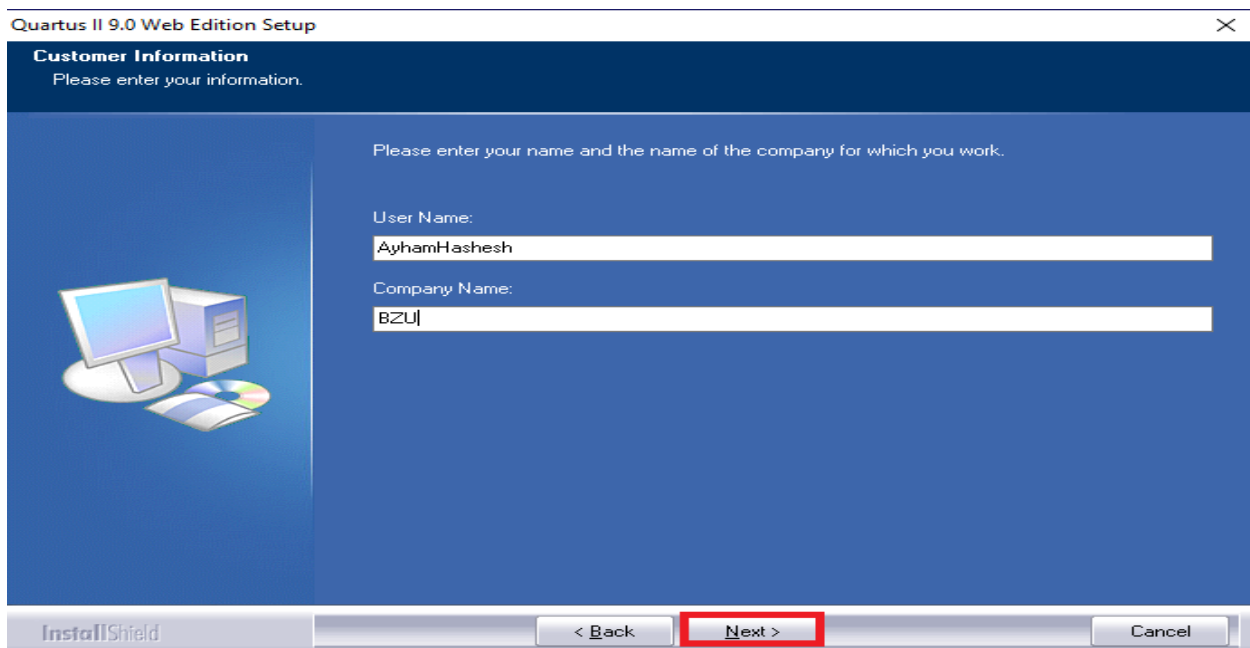 Quartus II 9.0 Web Edition Setup
Customer Information
Please enter your information.
Please enter your name and the name of the company for which you work.
User Name:
AyhamHashesh
Company Name:
BZU
InstallShield
< Back
Next >
Cancel